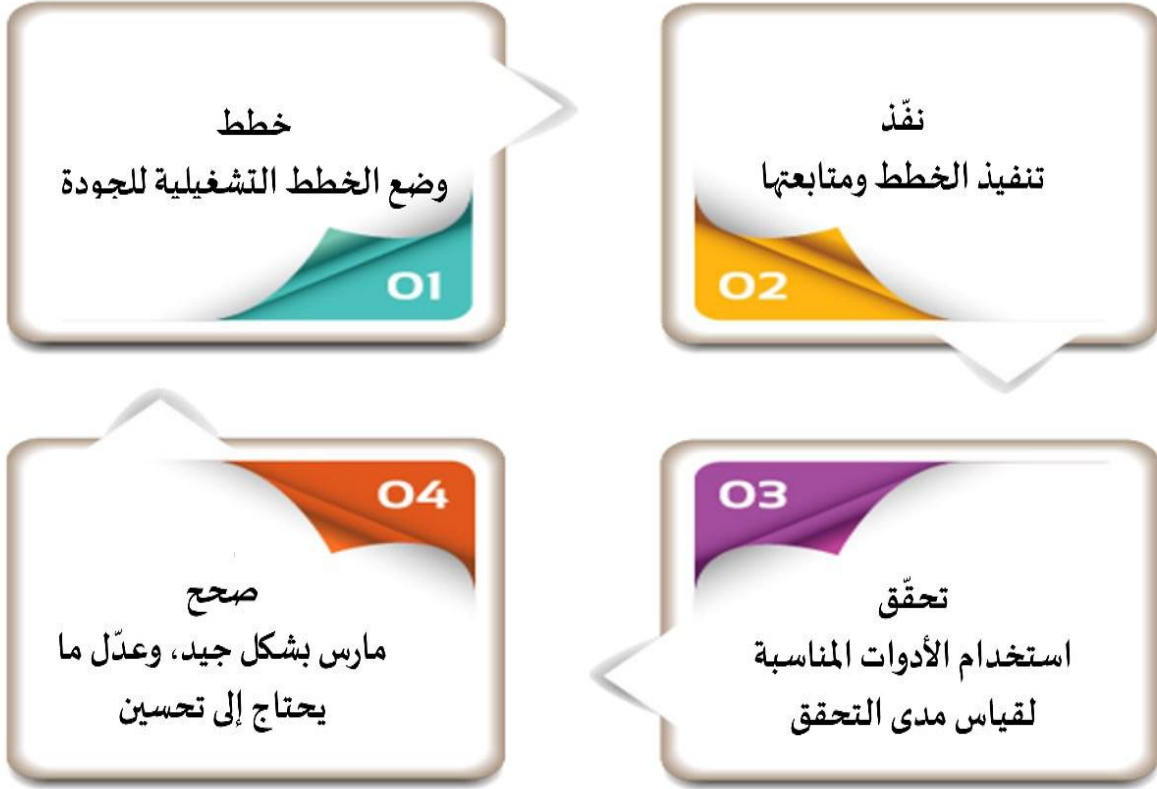 خطط
وضع الخطط التشغيلية للجودة
01
نفّذ
تنفيذ الخطط ومتابعتها
02
03
تحقّق
استخدام الأدوات المناسبة
لقياس مدى التحقق
04
صحح
مارس بشكل جيد، وعدّل ما
يحتاج إلى تحسين